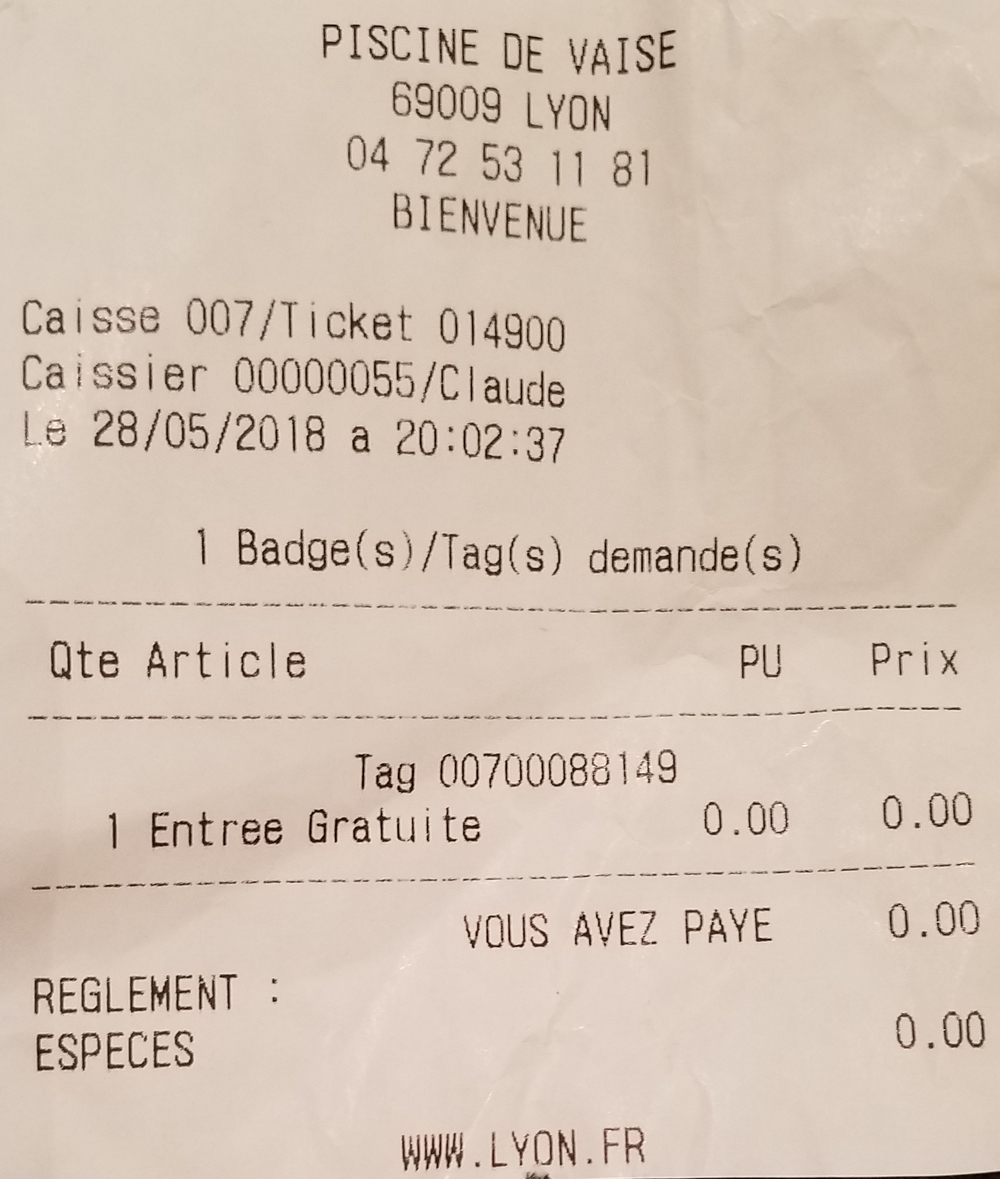 PISCINE DE VAISE
69009 LYON
04 72 53 11 81
BIENVENUE
Caisse 007/Ticket 014900
Caissier 00000055/Claude
Le 28/05/2018 a 20:02:37
1 Badge(s)/Tag(s) demande(s)
Qte Article PU Prix
Tag 00700088149
1 Entree Gratuite 0.00 0.00
VOUS AVEZ PAYE 0.00
REGLEMENT :
ESPECES 0.00
WWW.LYON.FR